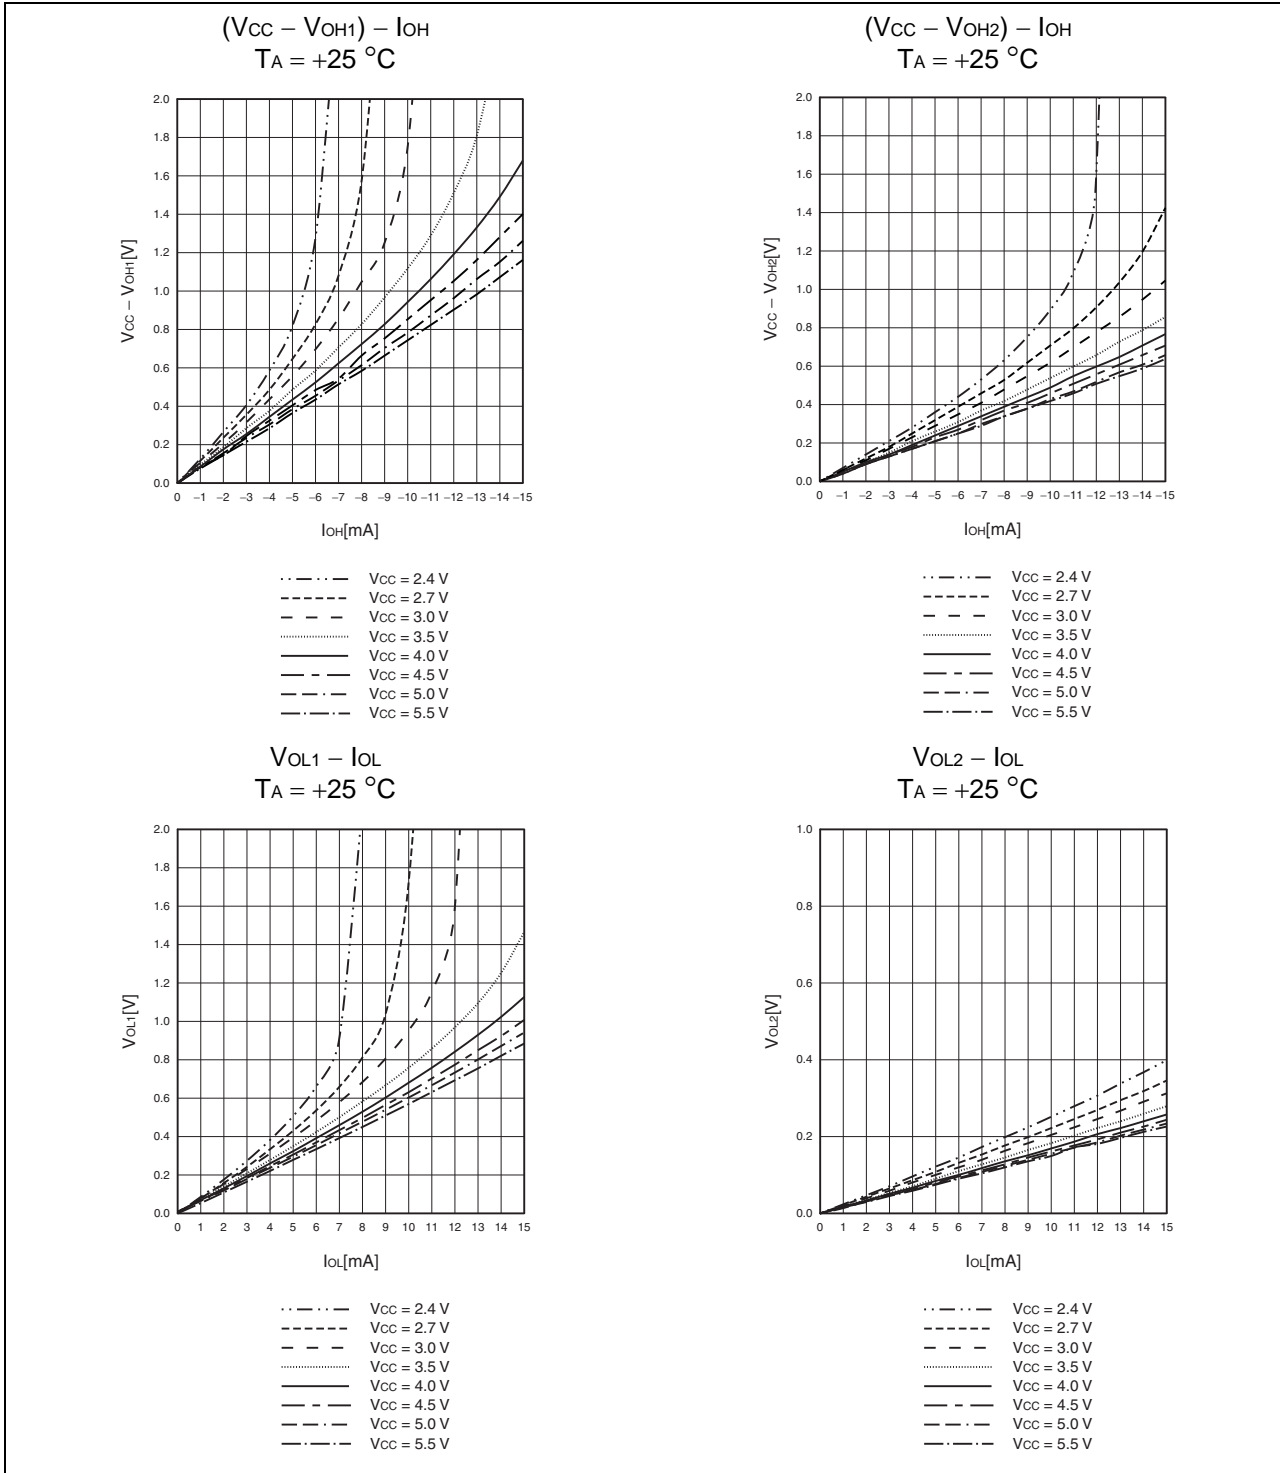 (VCC − VOH1) − IOH
TA = +25 °C
2.0
1.8
1.6
1.4
1.2
1.0
0.8
0.6
0.4
0.2
0.0
VCC − VOH1[V]
0 −1 −2 −3 −4 −5 −6 −7 −8 −9 −10 −11 −12 −13 −14 −15
IOH[mA]
VCC = 2.4 V
VCC = 2.7 V
VCC = 3.0 V
VCC = 3.5 V
VCC = 4.0 V
VCC = 4.5 V
VCC = 5.0 V
VCC = 5.5 V
(VCC − VOH2) − IOH
TA = +25 °C
2.0
1.8
1.6
1.4
1.2
1.0
0.8
0.6
0.4
0.2
0.0
VCC − VOH2[V]
0 −1 −2 −3 −4 −5 −6 −7 −8 −9 −10 −11 −12 −13 −14 −15
IOH[mA]
VCC = 2.4 V
VCC = 2.7 V
VCC = 3.0 V
VCC = 3.5 V
VCC = 4.0 V
VCC = 4.5 V
VCC = 5.0 V
VCC = 5.5 V
VOL1 − IOL
TA = +25 °C
2.0
1.8
1.6
1.4
1.2
1.0
0.8
0.6
0.4
0.2
0.0
VOL1[V]
0 1 2 3 4 5 6 7 8 9 10 11 12 13 14 15
IOL[mA]
VCC = 2.4 V
VCC = 2.7 V
VCC = 3.0 V
VCC = 3.5 V
VCC = 4.0 V
VCC = 4.5 V
VCC = 5.0 V
VCC = 5.5 V
VOL2 − IOL
TA = +25 °C
1.0
0.8
0.6
0.4
0.2
0.0
VOL2[V]
0 1 2 3 4 5 6 7 8 9 10 11 12 13 14 15
IOL[mA]
VCC = 2.4 V
VCC = 2.7 V
VCC = 3.0 V
VCC = 3.5 V
VCC = 4.0 V
VCC = 4.5 V
VCC = 5.0 V
VCC = 5.5 V